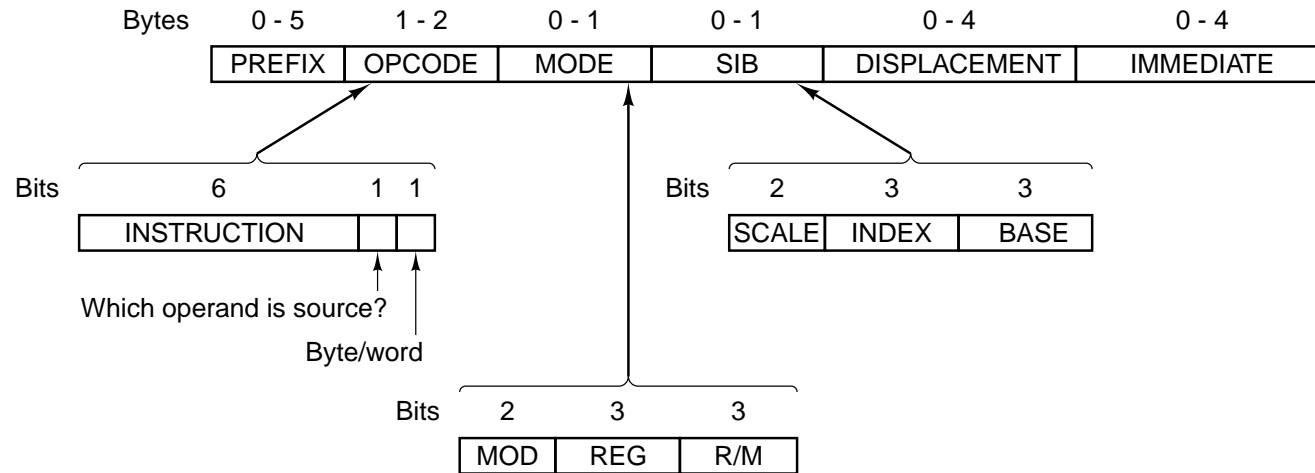 Bytes 0 - 5 1 - 2 0 - 1 0 - 1 0 - 4 0 - 4
PREFIX OPCODE MODE SIB DISPLACEMENT IMMEDIATE
Bits 6 1 1
INSTRUCTION
Which operand is source?
Byte/word
Bits 2 3 3
SCALE INDEX BASE
Bits 2 3 3
MOD REG R/M